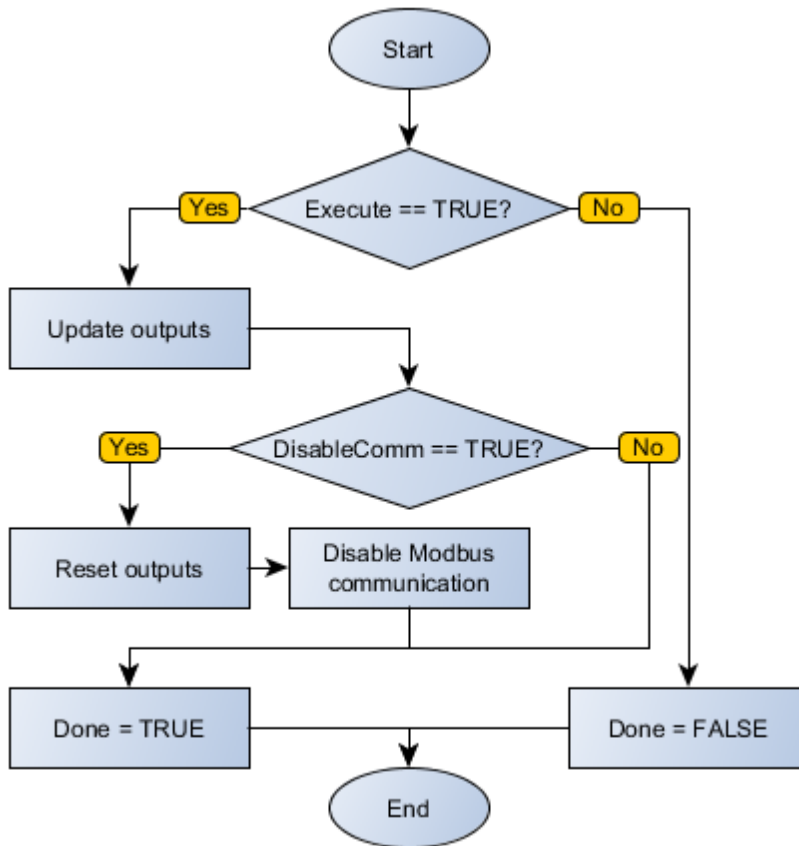 Start
Yes
Execute == TRUE?
No
Update outputs
Yes
DisableComm == TRUE?
No
Reset outputs
Disable Modbus
communication
Done = TRUE
Done = FALSE
End